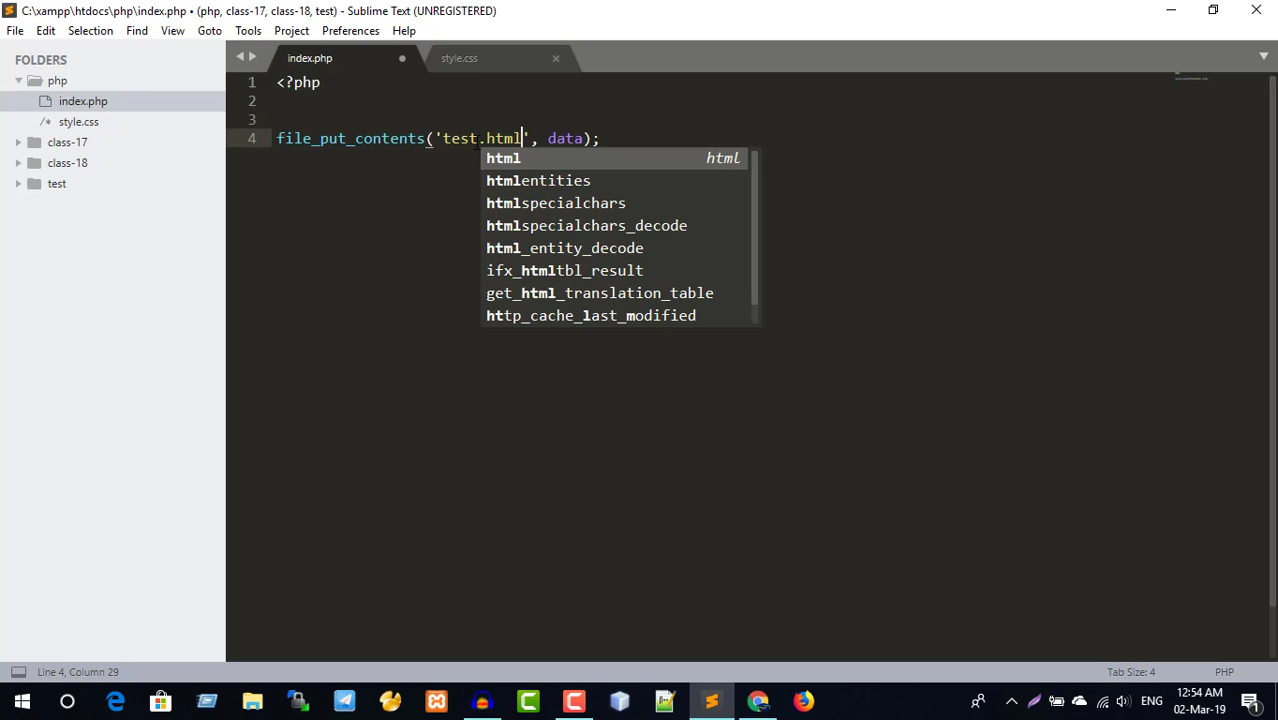 C:\xampp\htdocs\php\index.php • (php, class-17, class-18, test) - Sublime Text (UNREGISTERED)
File Edit Selection Find View Goto Tools Project Preferences Help
FOLDERS
php
index.php
/* style.css
class-17
class-18
test
index.php
style.css
1 <?php
2
3
4 file_put_contents('test.html', data);
html html
htmlentities
htmlspecialchars
htmlspecialchars_decode
html_entity_decode
ifx_htmltbl_result
get_html_translation_table
http_cache_last_modified
Line 4, Column 29
Tab Size: 4
PHP
ENG
12:54 AM
02-Mar-19
1